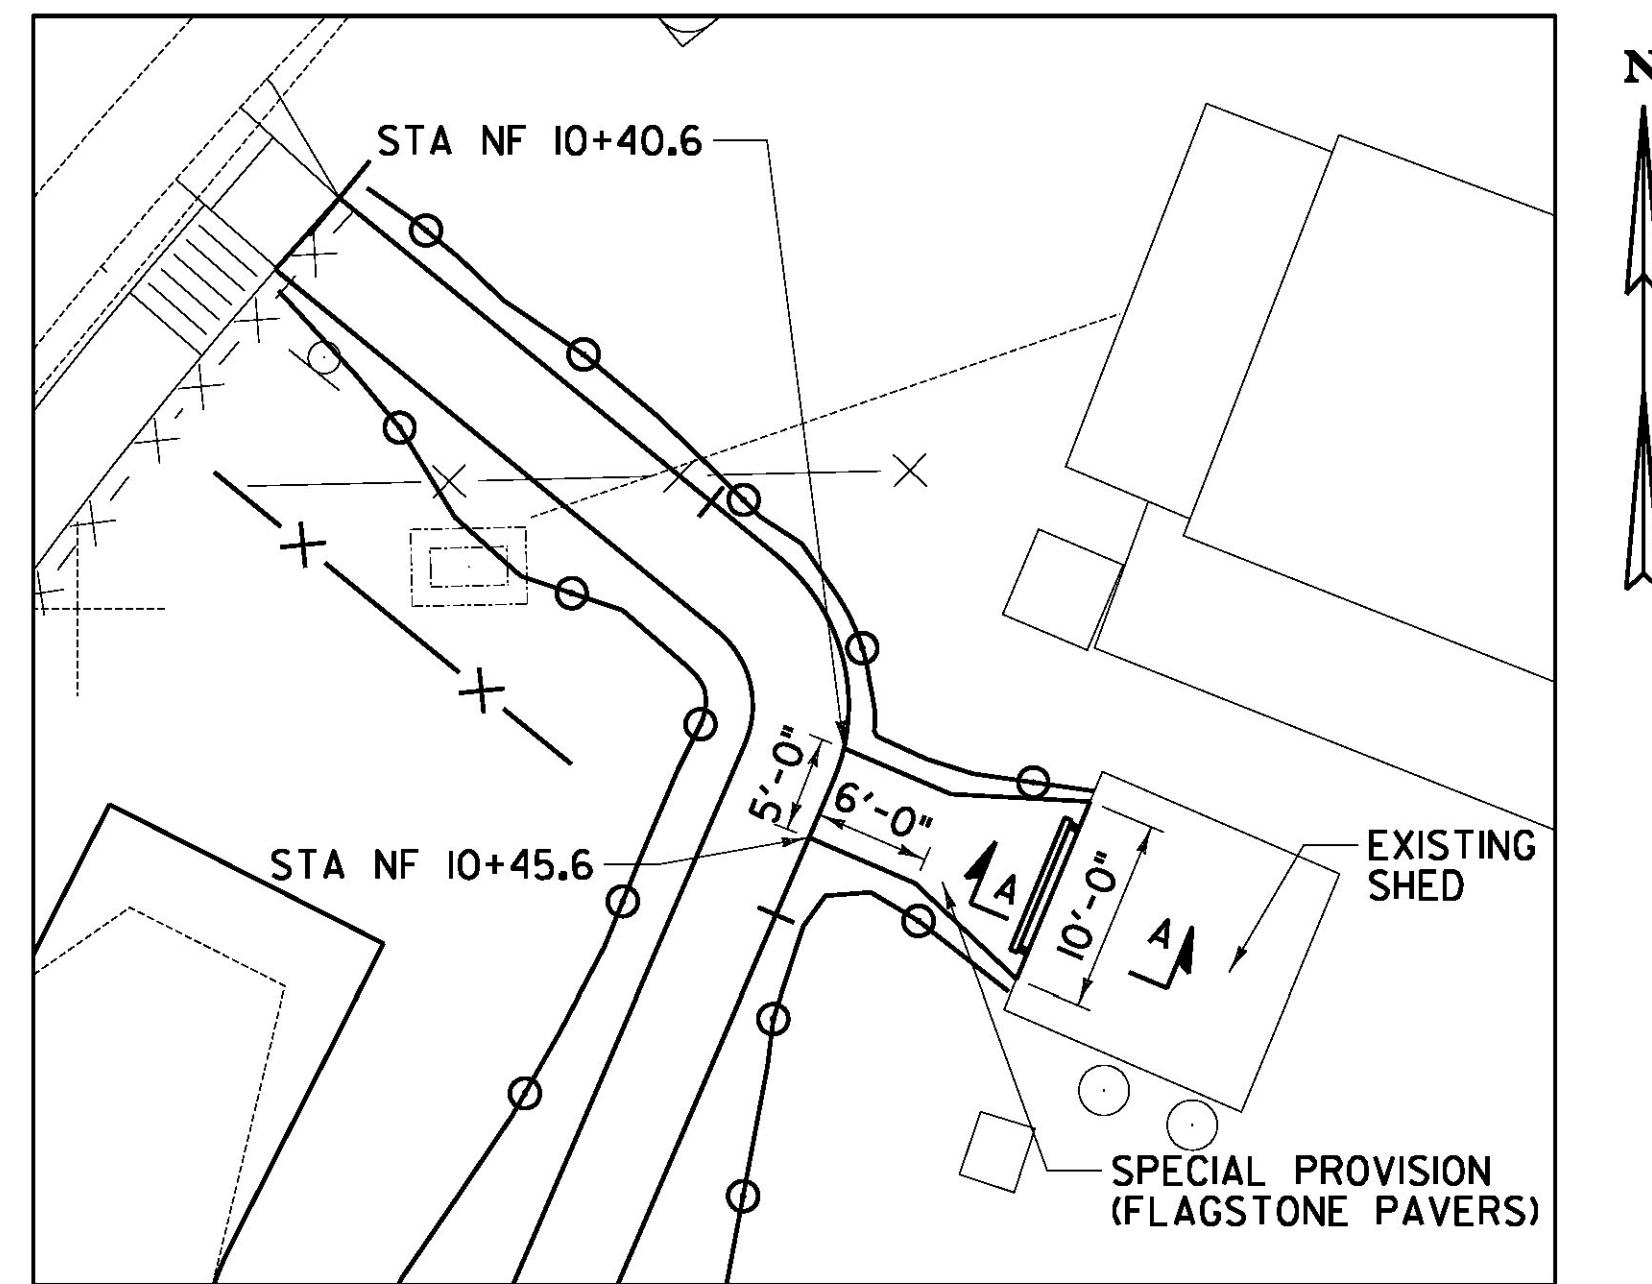 N
STA NF 10+40.6
5'-0"
6'-0"
STA NF 10+45.6
A
10'-0"
A
EXISTING
SHED
SPECIAL PROVISION
(FLAGSTONE PAVERS)